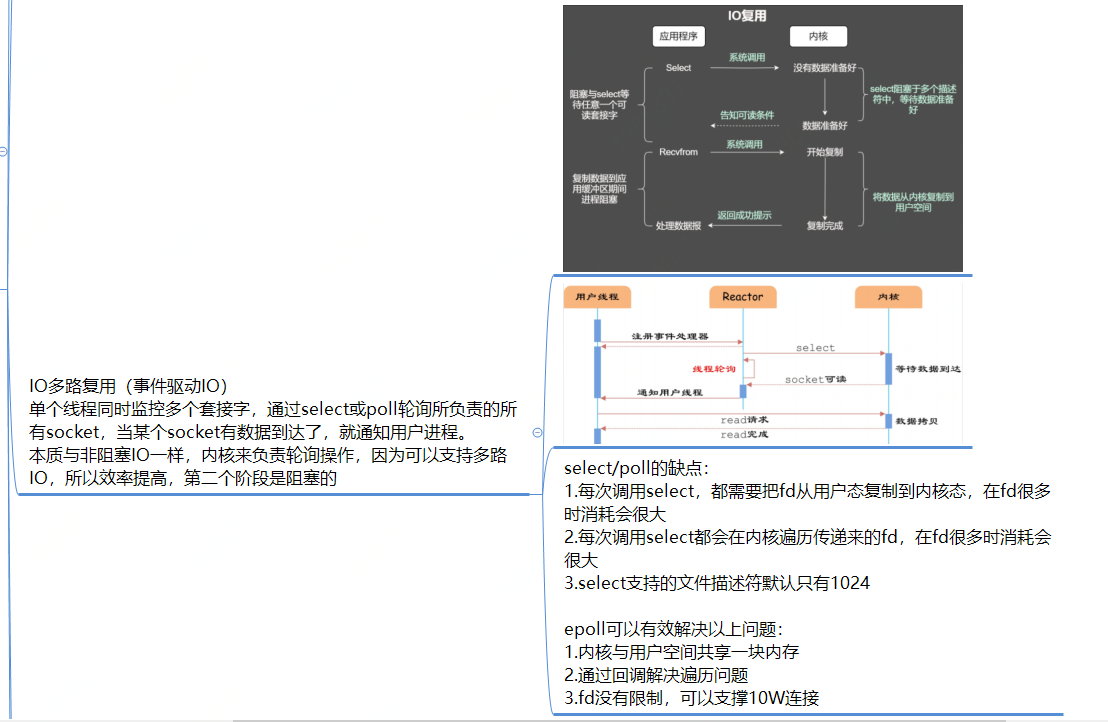 IO复用
应用程序
内核
系统调用
Select
没有数据准备好
阻塞与select等
待任意一个可
读套接字
select阻塞于多个描述
符中，等待数据准备
好
告知可读条件
数据准备好
系统调用
Recvfrom
开始复制
复制数据到应
用缓冲区期间
进程阻塞
将数据从内核复制到
用户空间
返回成功提示
处理数据报
复制完成
用户线程
Reactor
内核
注册事件处理器
select
线程轮询
等待数据到达
socket可读
通知用户线程
read请求
数据拷贝
read完成
IO多路复用（事件驱动IO）
单个线程同时监控多个套接字，通过select或poll轮询所负责的所
有socket，当某个socket有数据到达了，就通知用户进程。
本质与非阻塞IO一样，内核来负责轮询操作，因为可以支持多路
IO，所以效率提高，第二个阶段是阻塞的
select/poll的缺点：
1.每次调用select，都需要把fd从用户态复制到内核态，在fd很多
时消耗会很大
2.每次调用select都会在内核遍历传递来的fd，在fd很多时消耗会
很大
3.select支持的文件描述符默认只有1024
epoll可以有效解决以上问题：
1.内核与用户空间共享一块内存
2.通过回调解决遍历问题
3.fd没有限制，可以支撑10W连接